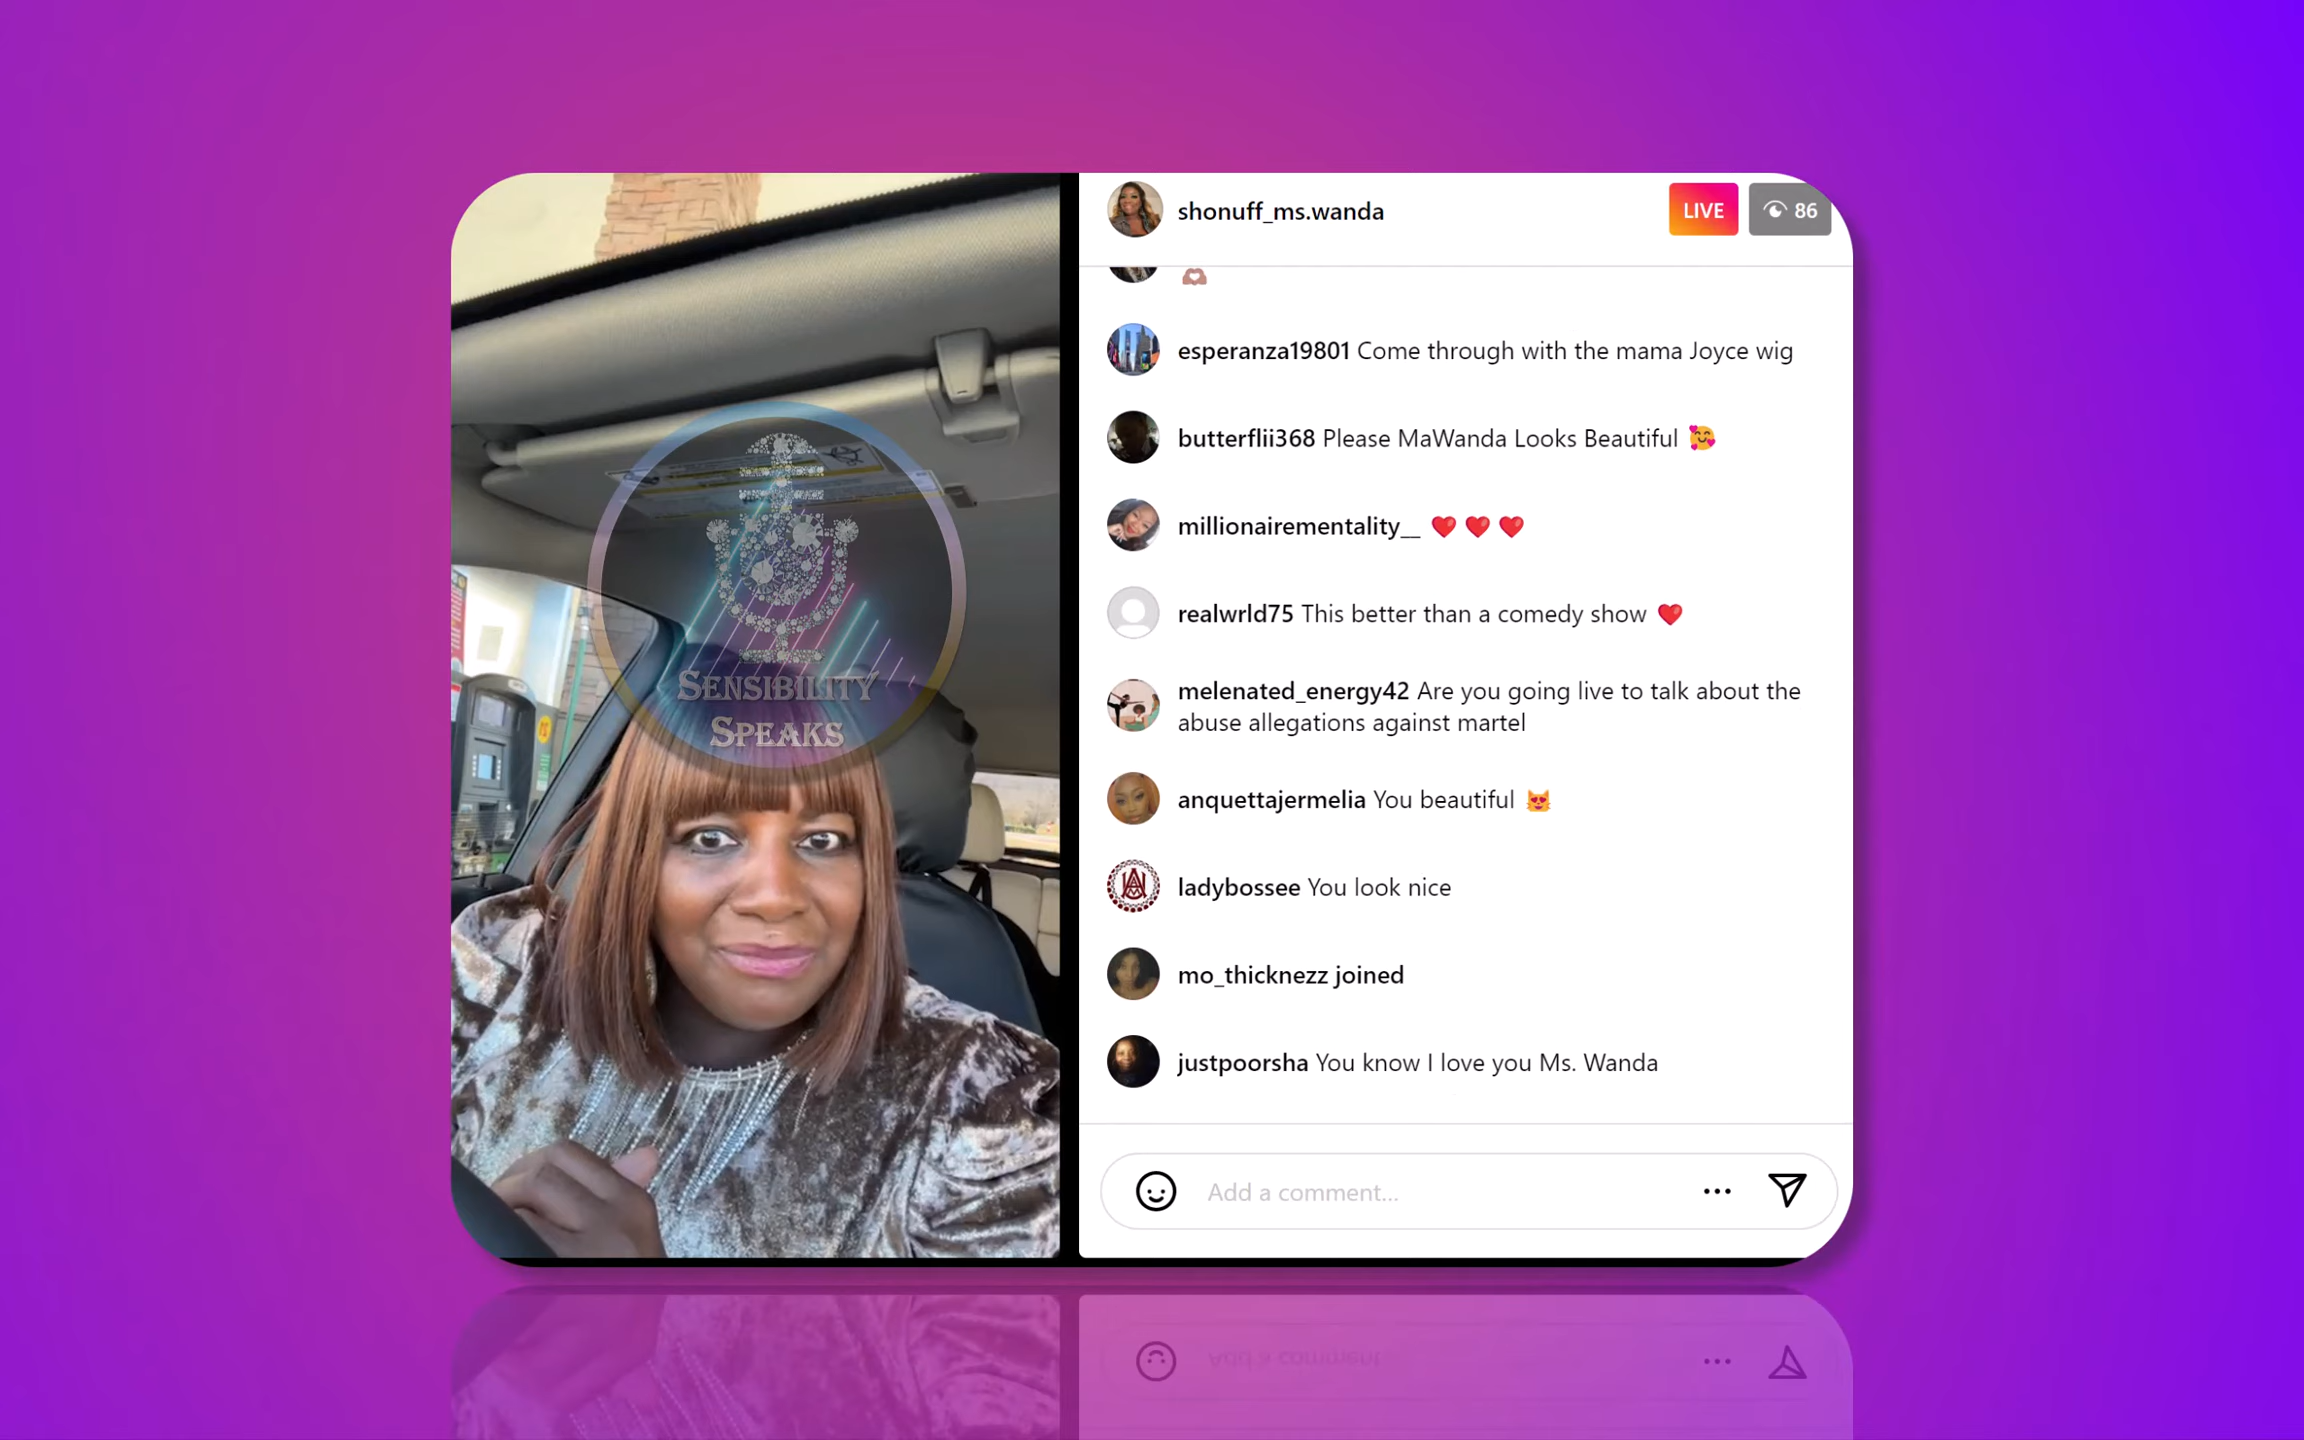 SENSIBILITY
SPEAKS
shonuff_ms.wanda
LIVE
86
esperanza19801 Come through with the mama Joyce wig
butterflii368 Please MaWanda Looks Beautiful 🥰
millionairementality__ ❤️ ❤️ ❤️
realwrld75 This better than a comedy show ❤️
melenated_energy42 Are you going live to talk about the
abuse allegations against martel
anquettajermelia You beautiful 😻
ladybossee You look nice
mo_thicknezz joined
justpoorsha You know I love you Ms. Wanda
Add a comment...